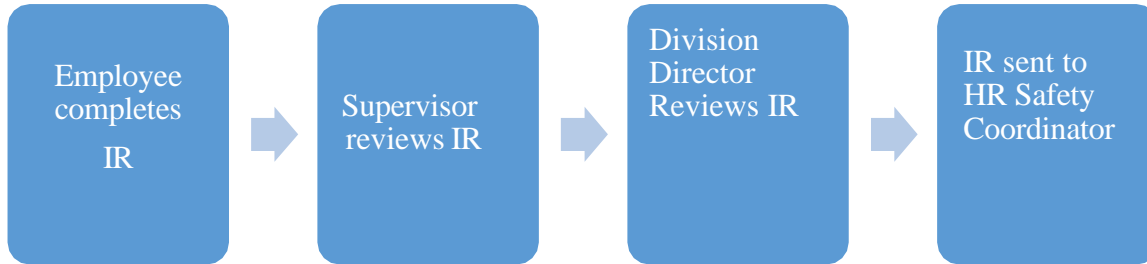 Employee
completes
IR
Supervisor
reviews IR
Division
Director
Reviews IR
IR sent to
HR Safety
Coordinator